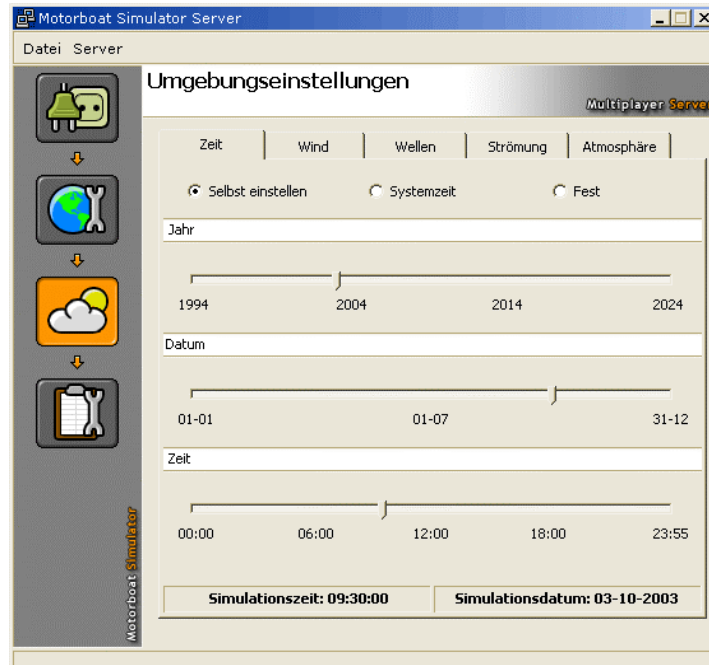 Motorboat Simulator Server
Datei Server
Umgebungseinstellungen
Multiplayer Server
Zeit Wind Wellen Strömung Atmosphäre
Selbst einstellen Systemzeit Fest
Jahr
1994 2004 2014 2024
Datum
01-01 01-07 31-12
Zeit
00:00 06:00 12:00 18:00 23:55
Simulationszeit: 09:30:00 Simulationsdatum: 03-10-2003
Motorboat Simulator